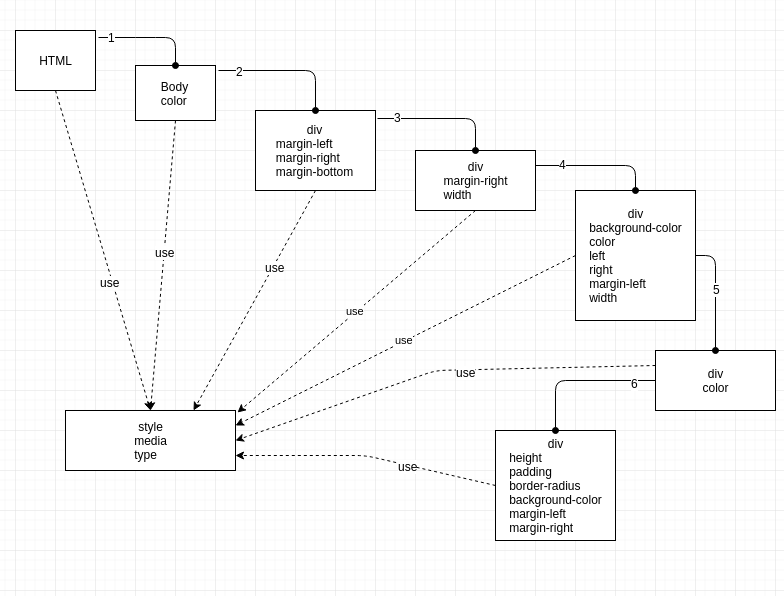 1
HTML
2
Body
color
3
div
margin-left
margin-right
margin-bottom
4
div
margin-right
width
div
background-color
color
left
right
margin-left
width
use
use
use
5
use
use
use
div
color
6
style
media
type
use
div
height
padding
border-radius
background-color
margin-left
margin-right